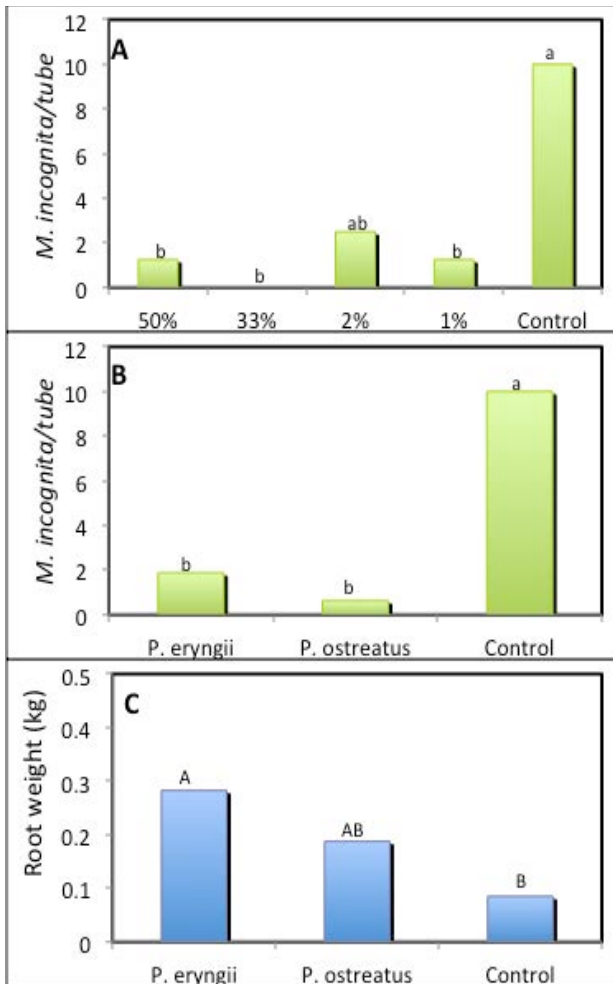 12
A
10
a
8
6
4
2
0
M. incognita/tube
b
b
ab
b
50% 33% 2% 1% Control
12
B
10
a
8
6
4
2
0
M. incognita/tube
b
b
P. eryngii P. ostreatus Control
0.5
C
0.4
0.3
0.2
0.1
0
Root weight (kg)
A
AB
B
P. eryngii P. ostreatus Control